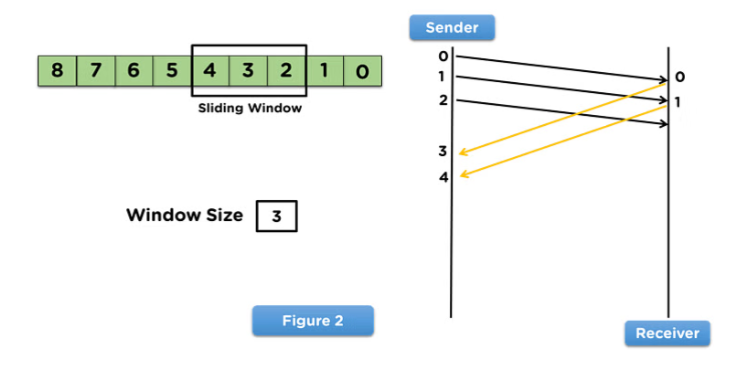 8 7 6 5 4 3 2 1 0
Sliding Window
Window Size 3
Figure 2
Sender
0
1
2
3
4
0
1
Receiver